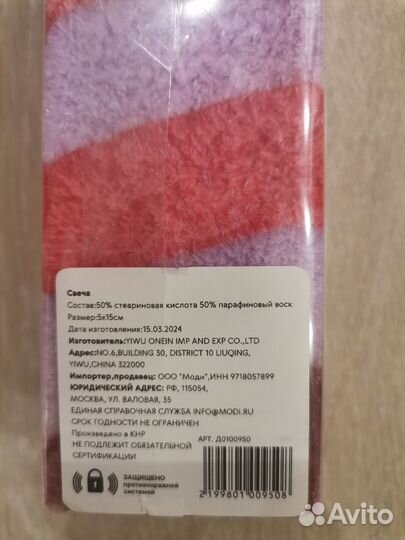 Свеча
Состав:50% стеариновая кислота 50% парафиновый воск
Размер:5x15см
Дата изготовления:15.03.2024
Изготовитель:YIWU ONEIN IMP AND EXP CO.,LTD
Адрес:NO.6,BUILDING 30, DISTRICT 10 LIUQING,
YIWU,CHINA 322000
Импортер,продавец: ООО "Моди",ИНН 9718057899
ЮРИДИЧЕСКИЙ АДРЕС: РФ, 115054,
МОСКВА, УЛ. ВАЛОВАЯ, 35
ЕДИНАЯ СПРАВОЧНАЯ СЛУЖБА INFO@MODI.RU
СРОК ГОДНОСТИ НЕ ОГРАНИЧЕН
Произведено в КНР
НЕ ПОДЛЕЖИТ ОБЯЗАТЕЛЬНОЙ
СЕРТИФИКАЦИИ
АРТ. Д0100950
ЗАЩИЩЕНО
противокражной
системой
2199801009508
Avito